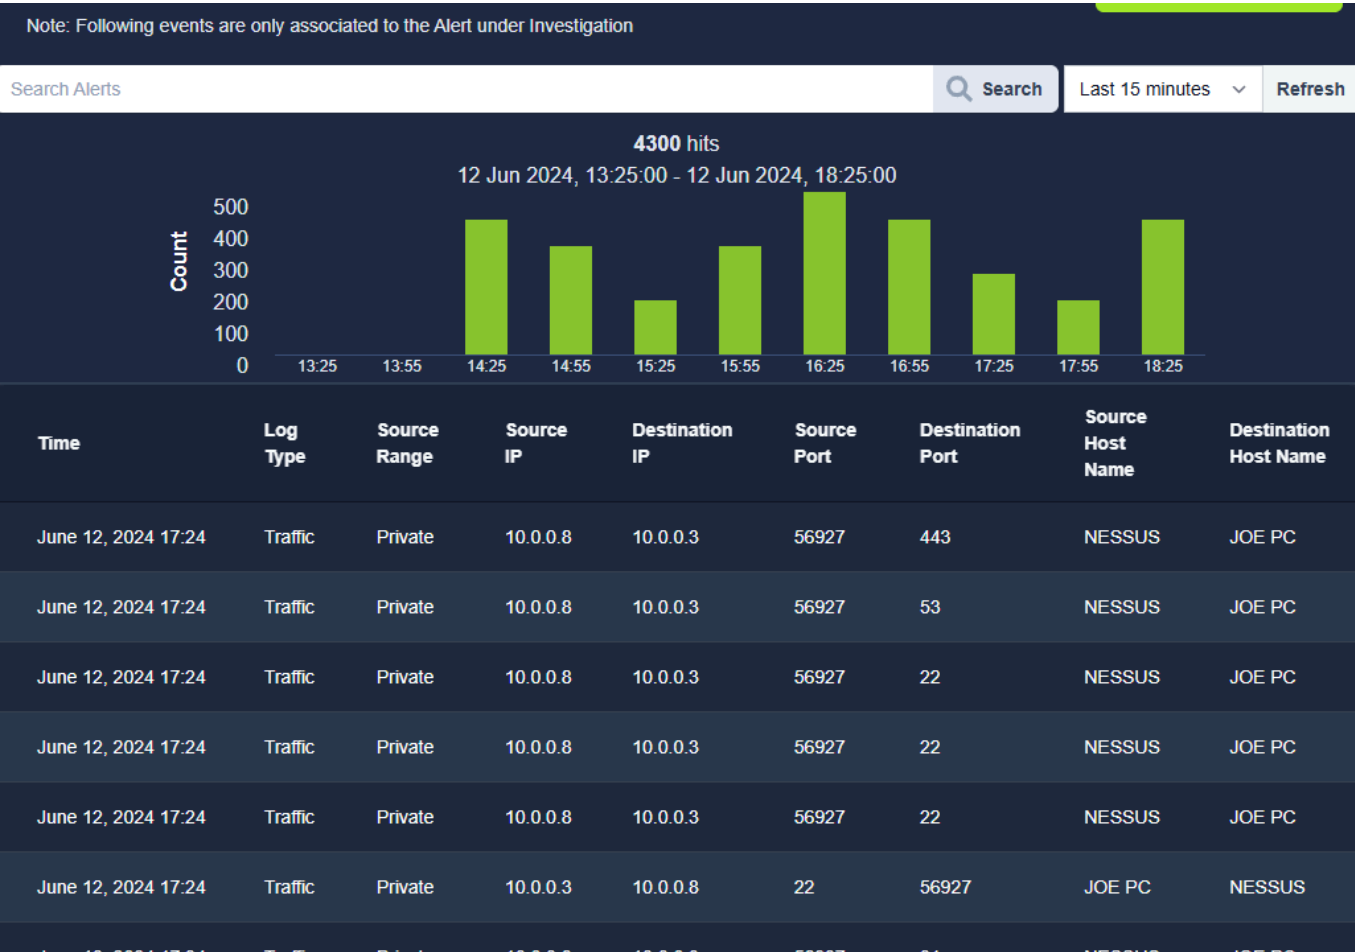 Note: Following events are only associated to the Alert under Investigation
Search Alerts Search Last 15 minutes Refresh
4300 hits
12 Jun 2024, 13:25:00 - 12 Jun 2024, 18:25:00
Count
500
400
300
200
100
0
13:25 13:55 14:25 14:55 15:25 15:55 16:25 16:55 17:25 17:55 18:25
Time Log Type Source Range Source IP Destination IP Source Port Destination Port Source Host Name Destination Host Name
June 12, 2024 17:24 Traffic Private 10.0.0.8 10.0.0.3 56927 443 NESSUS JOE PC
June 12, 2024 17:24 Traffic Private 10.0.0.8 10.0.0.3 56927 53 NESSUS JOE PC
June 12, 2024 17:24 Traffic Private 10.0.0.8 10.0.0.3 56927 22 NESSUS JOE PC
June 12, 2024 17:24 Traffic Private 10.0.0.8 10.0.0.3 56927 22 NESSUS JOE PC
June 12, 2024 17:24 Traffic Private 10.0.0.8 10.0.0.3 56927 22 NESSUS JOE PC
June 12, 2024 17:24 Traffic Private 10.0.0.3 10.0.0.8 22 56927 JOE PC NESSUS